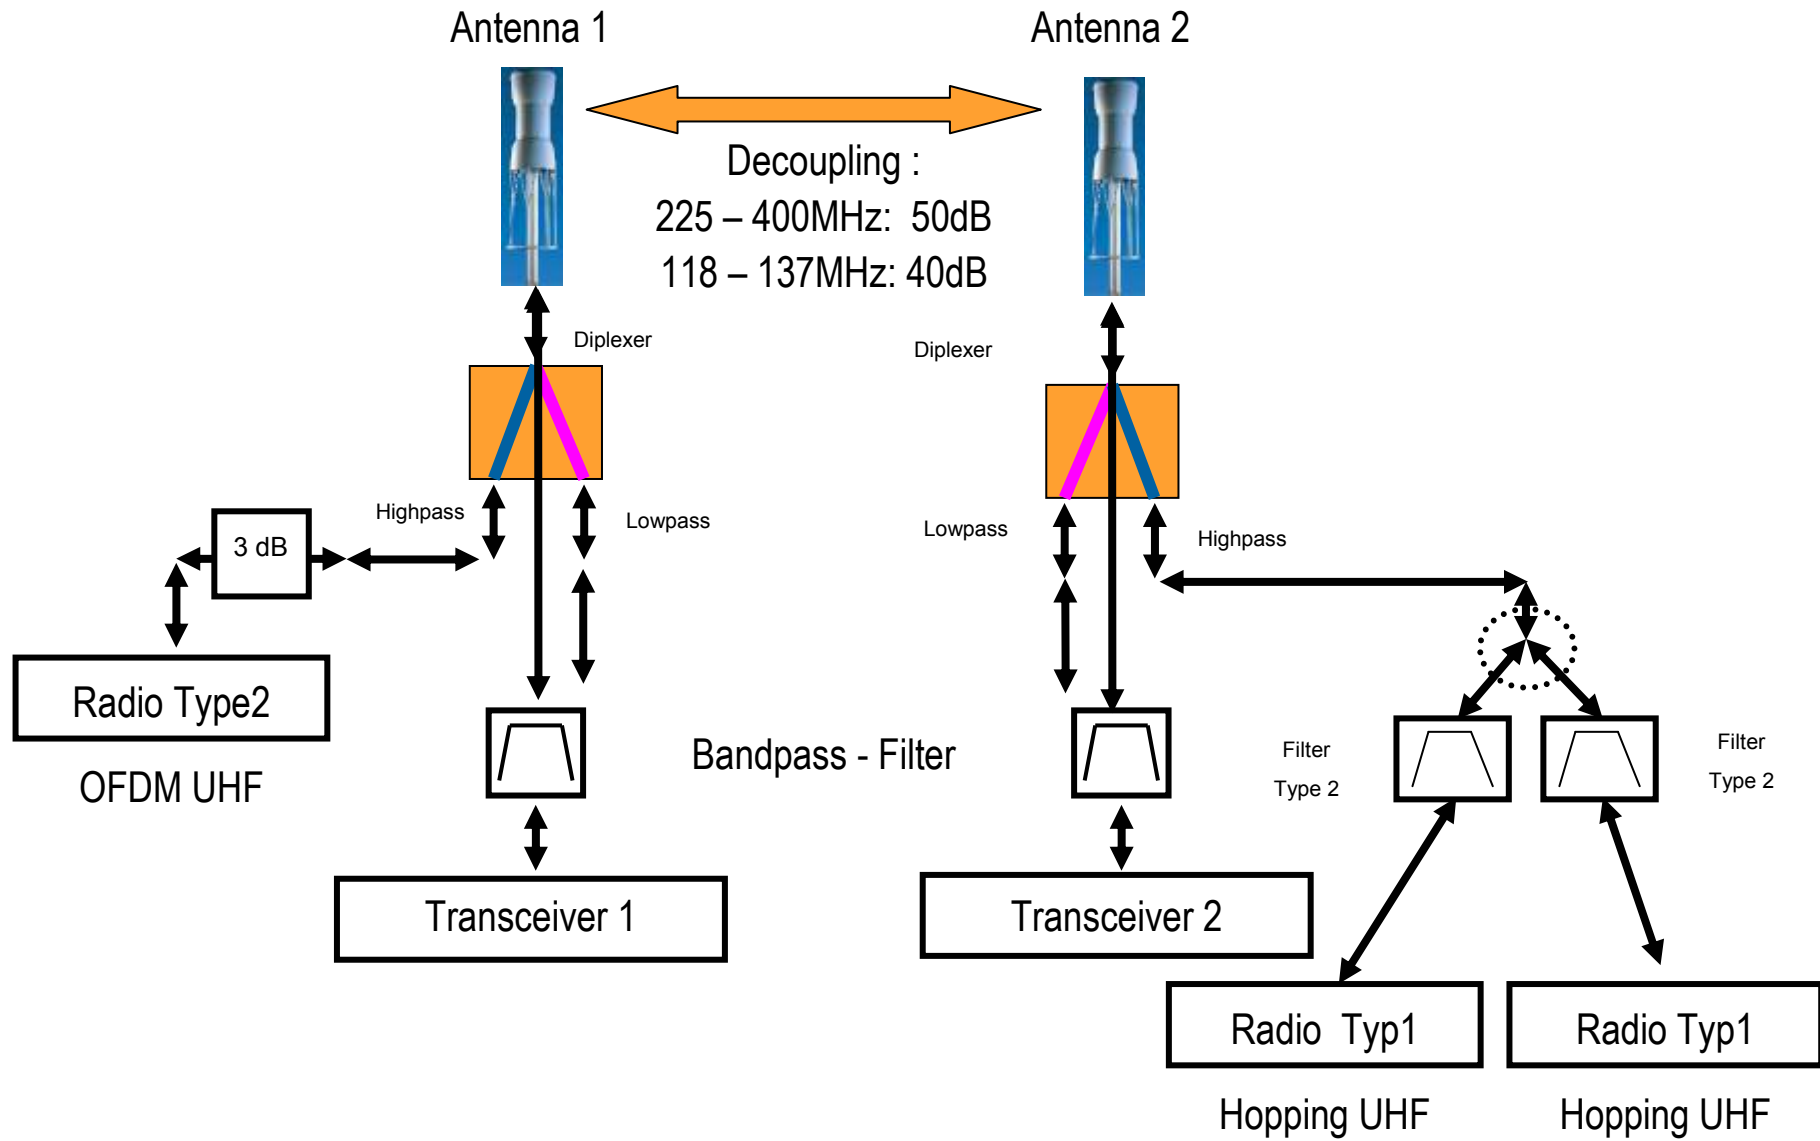 Antenna 1
Antenna 2
Decoupling :
225 – 400MHz: 50dB
118 – 137MHz: 40dB
Diplexer
Diplexer
Highpass
Lowpass
Lowpass
Highpass
3 dB
Radio Type2
OFDM UHF
Bandpass - Filter
Filter
Type 2
Filter
Type 2
Transceiver 1
Transceiver 2
Radio Typ1
Radio Typ1
Hopping UHF
Hopping UHF